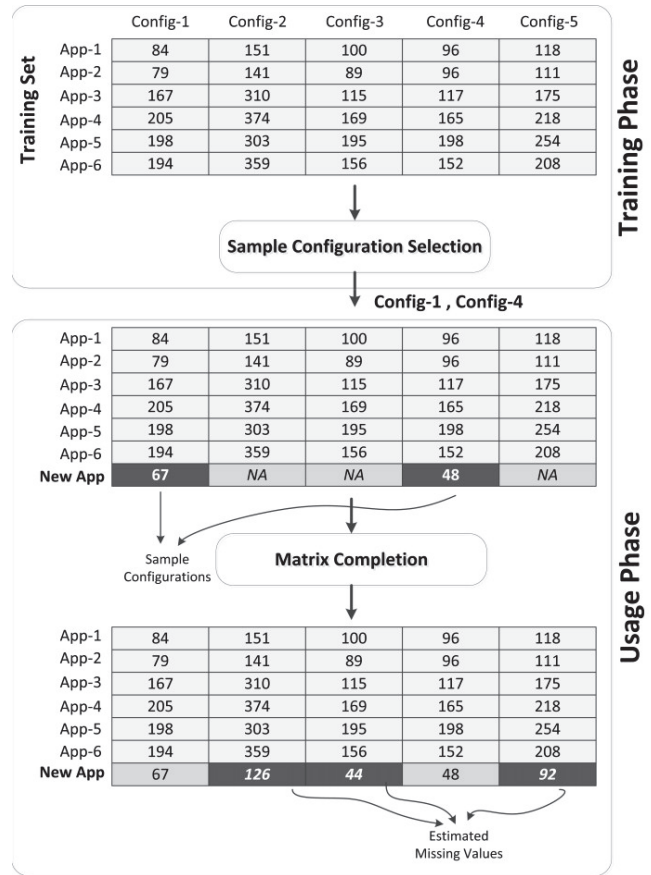 Config-1 Config-2 Config-3 Config-4 Config-5
Training Set
Training Phase
App-1 84 151 100 96 118
App-2 79 141 89 96 111
App-3 167 310 115 117 175
App-4 205 374 169 165 218
App-5 198 303 195 198 254
App-6 194 359 156 152 208
Sample Configuration Selection
Config-1 , Config-4
Usage Phase
App-1 84 151 100 96 118
App-2 79 141 89 96 111
App-3 167 310 115 117 175
App-4 205 374 169 165 218
App-5 198 303 195 198 254
App-6 194 359 156 152 208
New App 67 NA NA 48 NA
Sample
Configurations
Matrix Completion
App-1 84 151 100 96 118
App-2 79 141 89 96 111
App-3 167 310 115 117 175
App-4 205 374 169 165 218
App-5 198 303 195 198 254
App-6 194 359 156 152 208
New App 67 126 44 48 92
Estimated
Missing Values